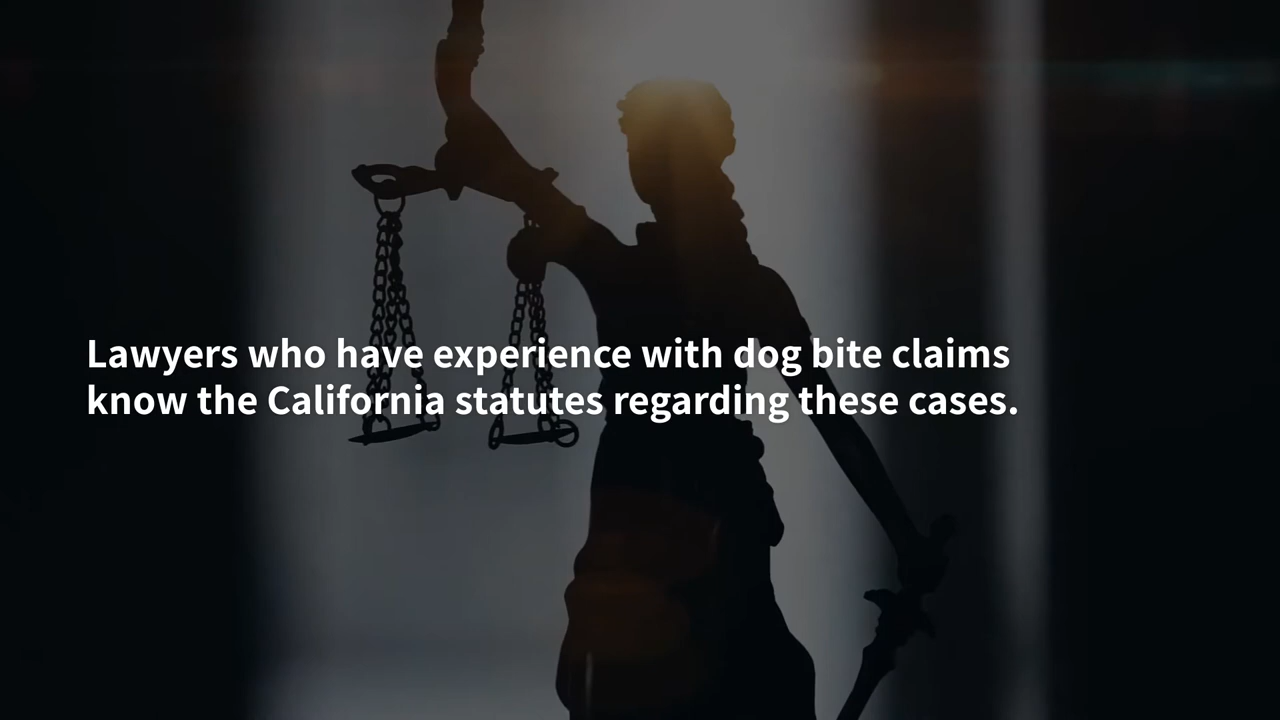 Lawyers who have experience with dog bite claims
know the California statutes regarding these cases.